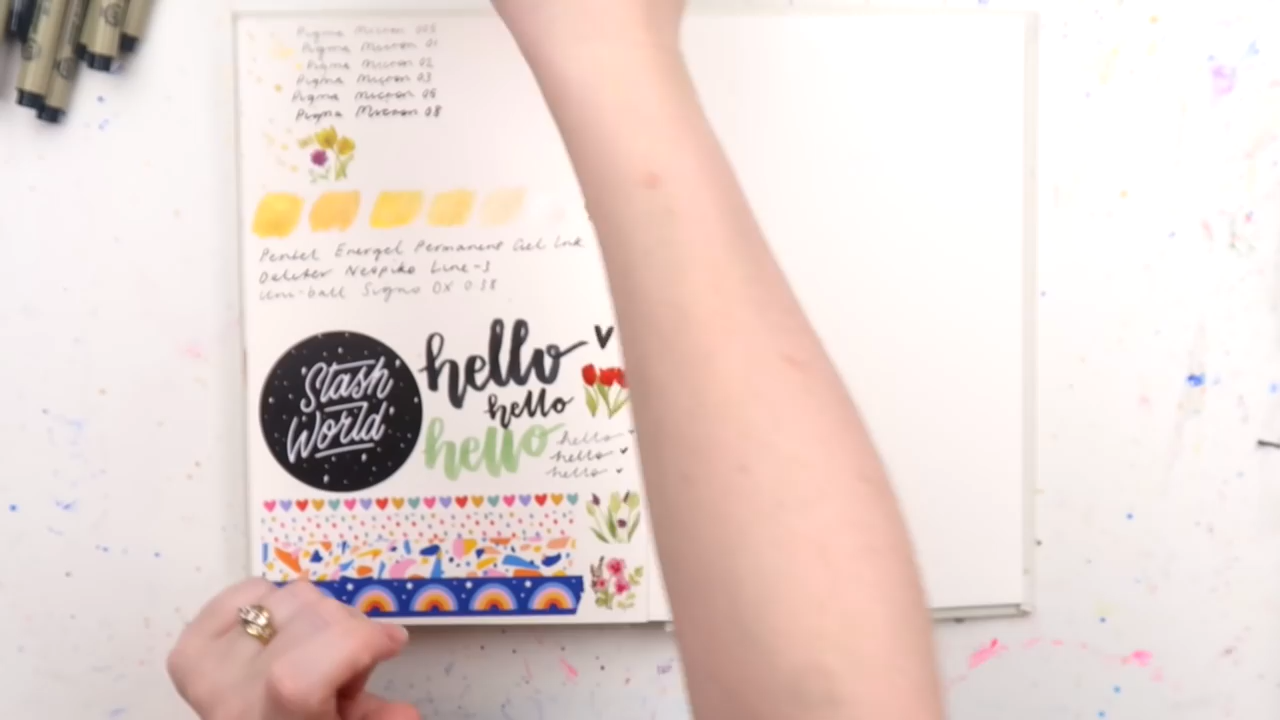 Pigma Micron 005
Pigma Micron 01
Pigma Micron 02
Pigma Micron 03
Pigma Micron 05
Pigma Micron 08
Pentel Energel Permanent Gel Ink
Deleter Neopiko Line-3
Uni-ball Signo DX 0.38
Stash
World
hello
hello
hello
hello
hello
hello